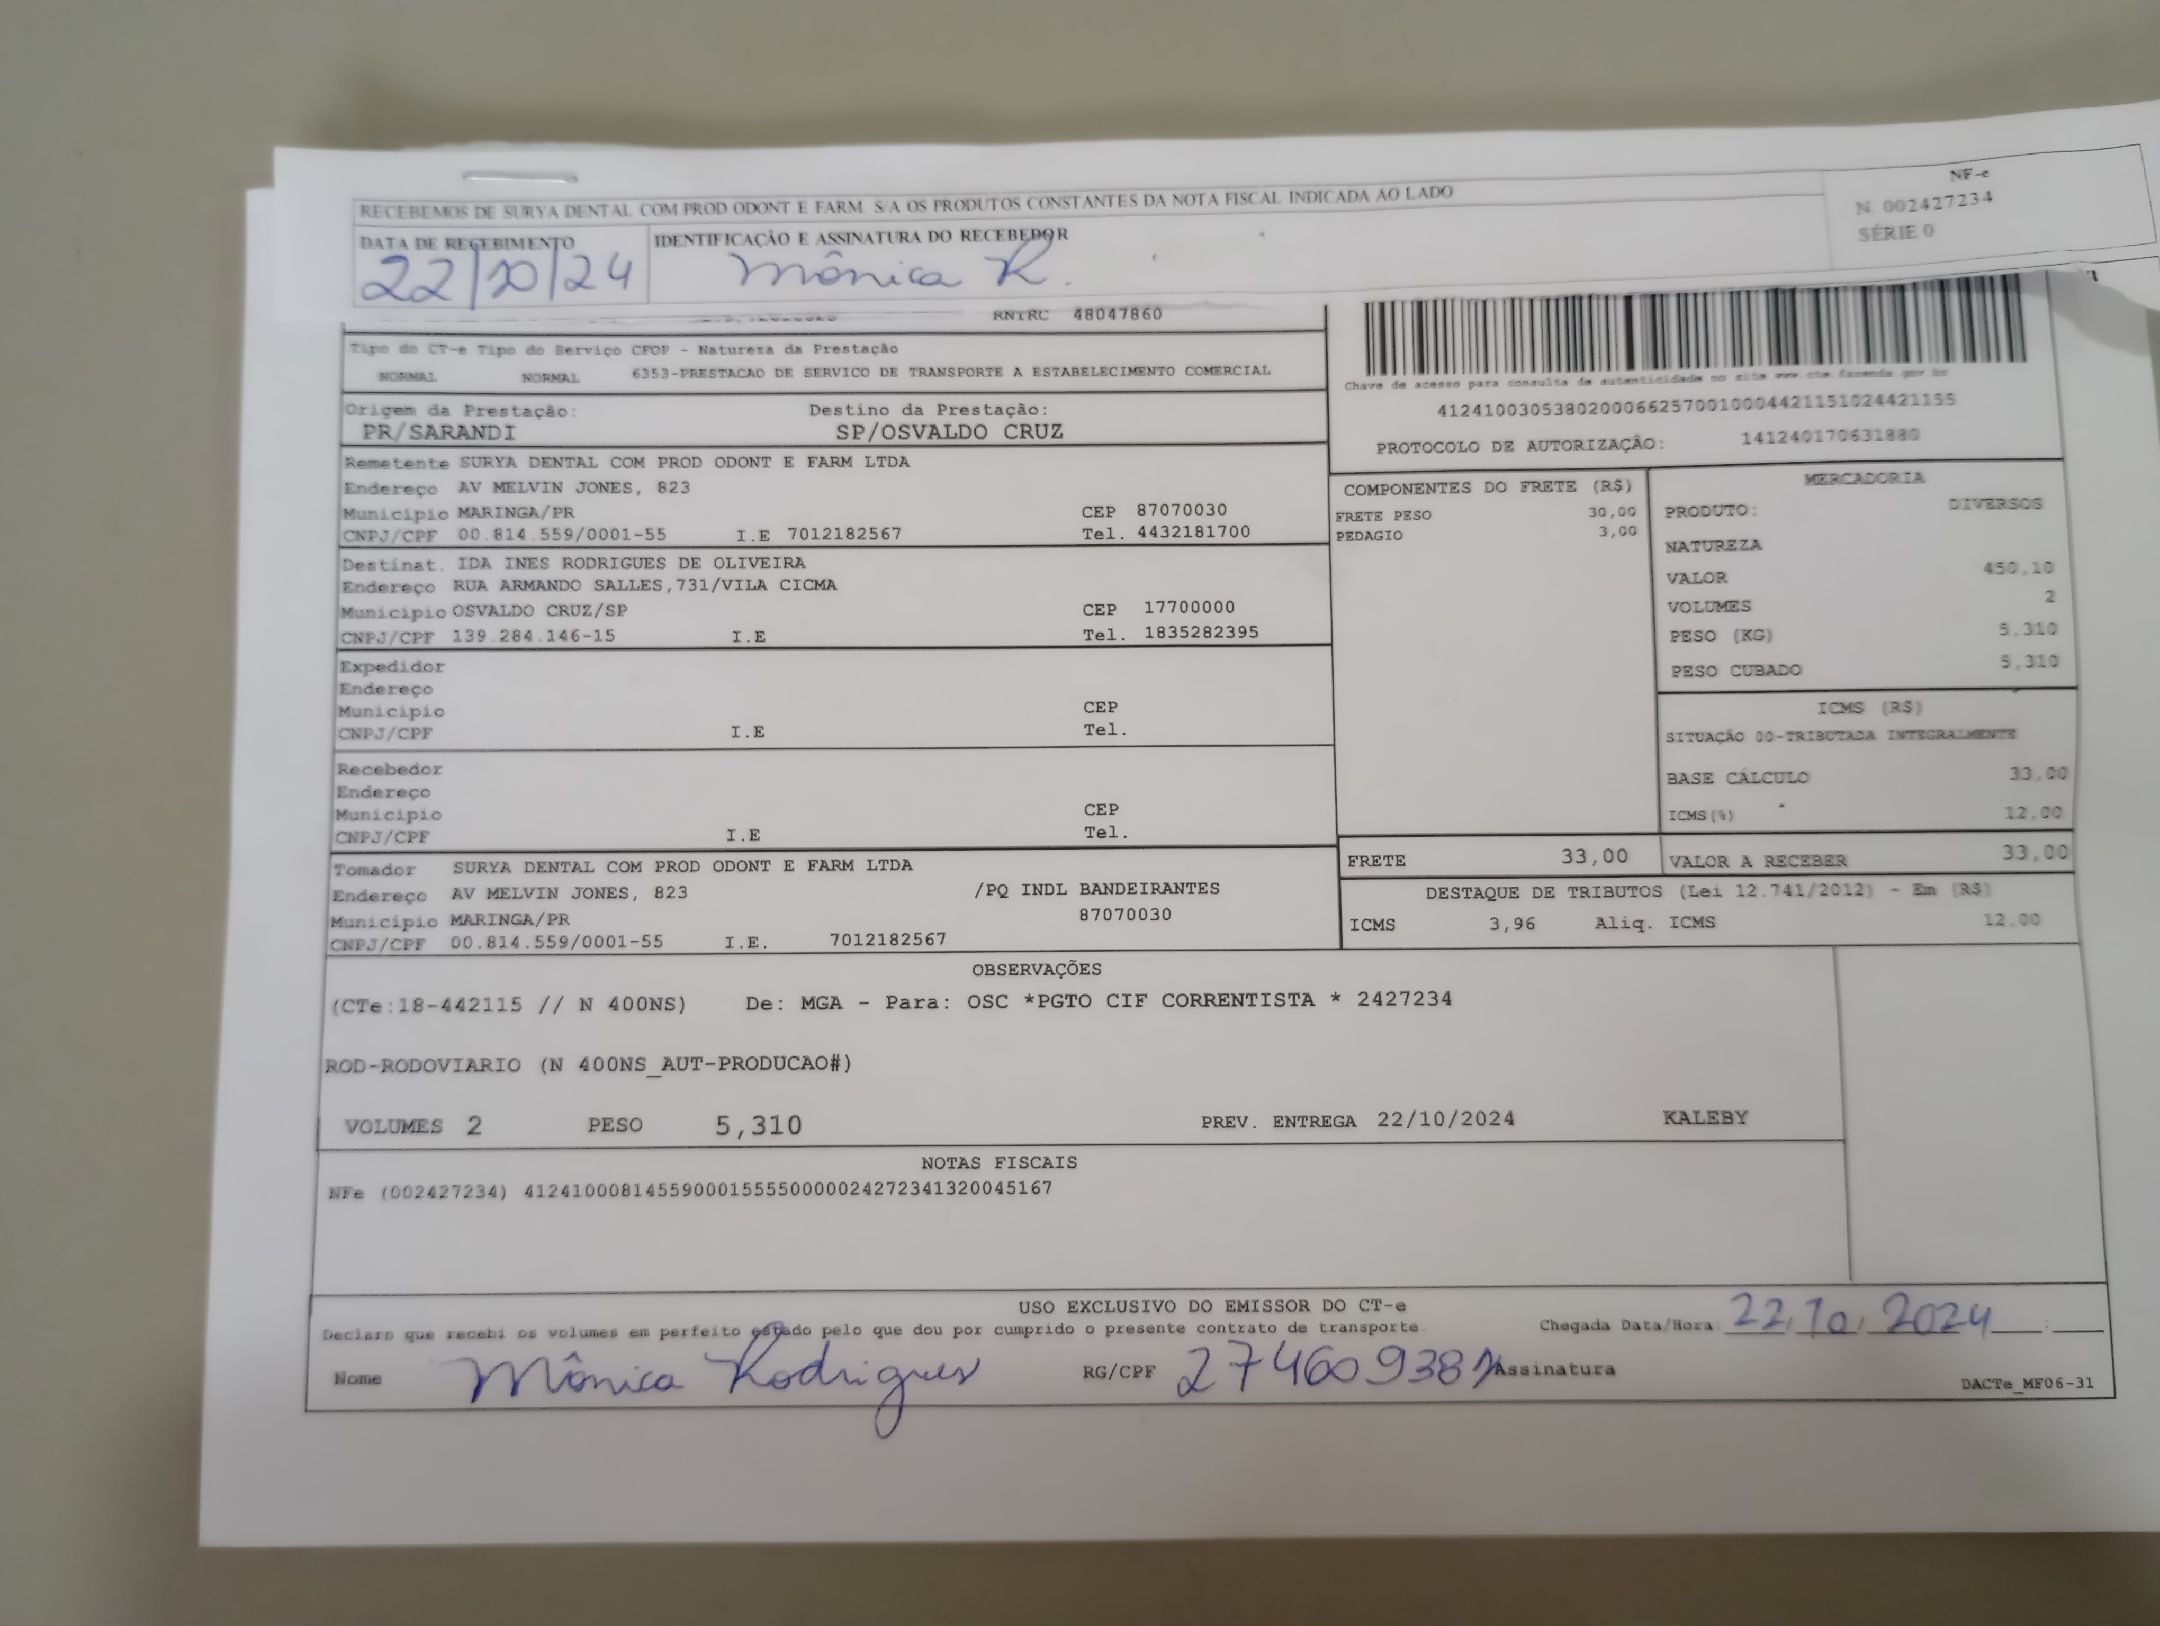 RECEBEMOS DE SURYA DENTAL COM PROD ODONT E FARM. S/A OS PRODUTOS CONSTANTES DA NOTA FISCAL INDICADA AO LADO
NF-e
N. 002427234
SÉRIE 0
DATA DE RECEBIMENTO
22/10/24
IDENTIFICAÇÃO E ASSINATURA DO RECEBEDOR
Mônica R.
RNTRC 48047860
Tipo do CT-e Tipo do Serviço CFOP - Natureza da Prestação
NORMAL NORMAL 6353-PRESTACAO DE SERVICO DE TRANSPORTE A ESTABELECIMENTO COMERCIAL
Chave de acesso para consulta de autenticidade no site www.cte.fazenda.gov.br
41241003053802000662570010004421151024421155
PROTOCOLO DE AUTORIZAÇÃO: 141240170631880
Origem da Prestação: Destino da Prestação:
PR/SARANDI SP/OSVALDO CRUZ
Remetente SURYA DENTAL COM PROD ODONT E FARM LTDA
Endereço AV MELVIN JONES, 823
Município MARINGA/PR CEP 87070030
CNPJ/CPF 00.814.559/0001-55 I.E 7012182567 Tel. 4432181700
Destinat. IDA INES RODRIGUES DE OLIVEIRA
Endereço RUA ARMANDO SALLES,731/VILA CICMA
Município OSVALDO CRUZ/SP CEP 17700000
CNPJ/CPF 139.284.146-15 I.E Tel. 1835282395
Expedidor
Endereço
Município CEP
CNPJ/CPF I.E Tel.
Recebedor
Endereço
Município CEP
CNPJ/CPF I.E Tel.
Tomador SURYA DENTAL COM PROD ODONT E FARM LTDA
Endereço AV MELVIN JONES, 823 /PQ INDL BANDEIRANTES
Município MARINGA/PR 87070030
CNPJ/CPF 00.814.559/0001-55 I.E. 7012182567
COMPONENTES DO FRETE (R$)
FRETE PESO 30,00
PEDAGIO 3,00
MERCADORIA
PRODUTO: DIVERSOS
NATUREZA
VALOR 450,10
VOLUMES 2
PESO (KG) 5,310
PESO CUBADO 5,310
ICMS (R$)
SITUAÇÃO 00-TRIBUTADA INTEGRALMENTE
BASE CÁLCULO 33,00
ICMS(%) 12,00
FRETE 33,00 VALOR A RECEBER 33,00
DESTAQUE DE TRIBUTOS (Lei 12.741/2012) - Em (R$)
ICMS 3,96 Aliq. ICMS 12,00
OBSERVAÇÕES
(CTe:18-442115 // N 400NS) De: MGA - Para: OSC *PGTO CIF CORRENTISTA * 2427234
ROD-RODOVIARIO (N 400NS_AUT-PRODUCAO#)
VOLUMES 2 PESO 5,310 PREV. ENTREGA 22/10/2024 KALEBY
NOTAS FISCAIS
NFe (002427234) 41241000814559000155550000024272341320045167
USO EXCLUSIVO DO EMISSOR DO CT-e
Declaro que recebi os volumes em perfeito estado pelo que dou por cumprido o presente contrato de transporte. Chegada Data/Hora 22/10/2024 :
Nome Mônica Rodrigues RG/CPF Assinatura
DACTe_MF06-31